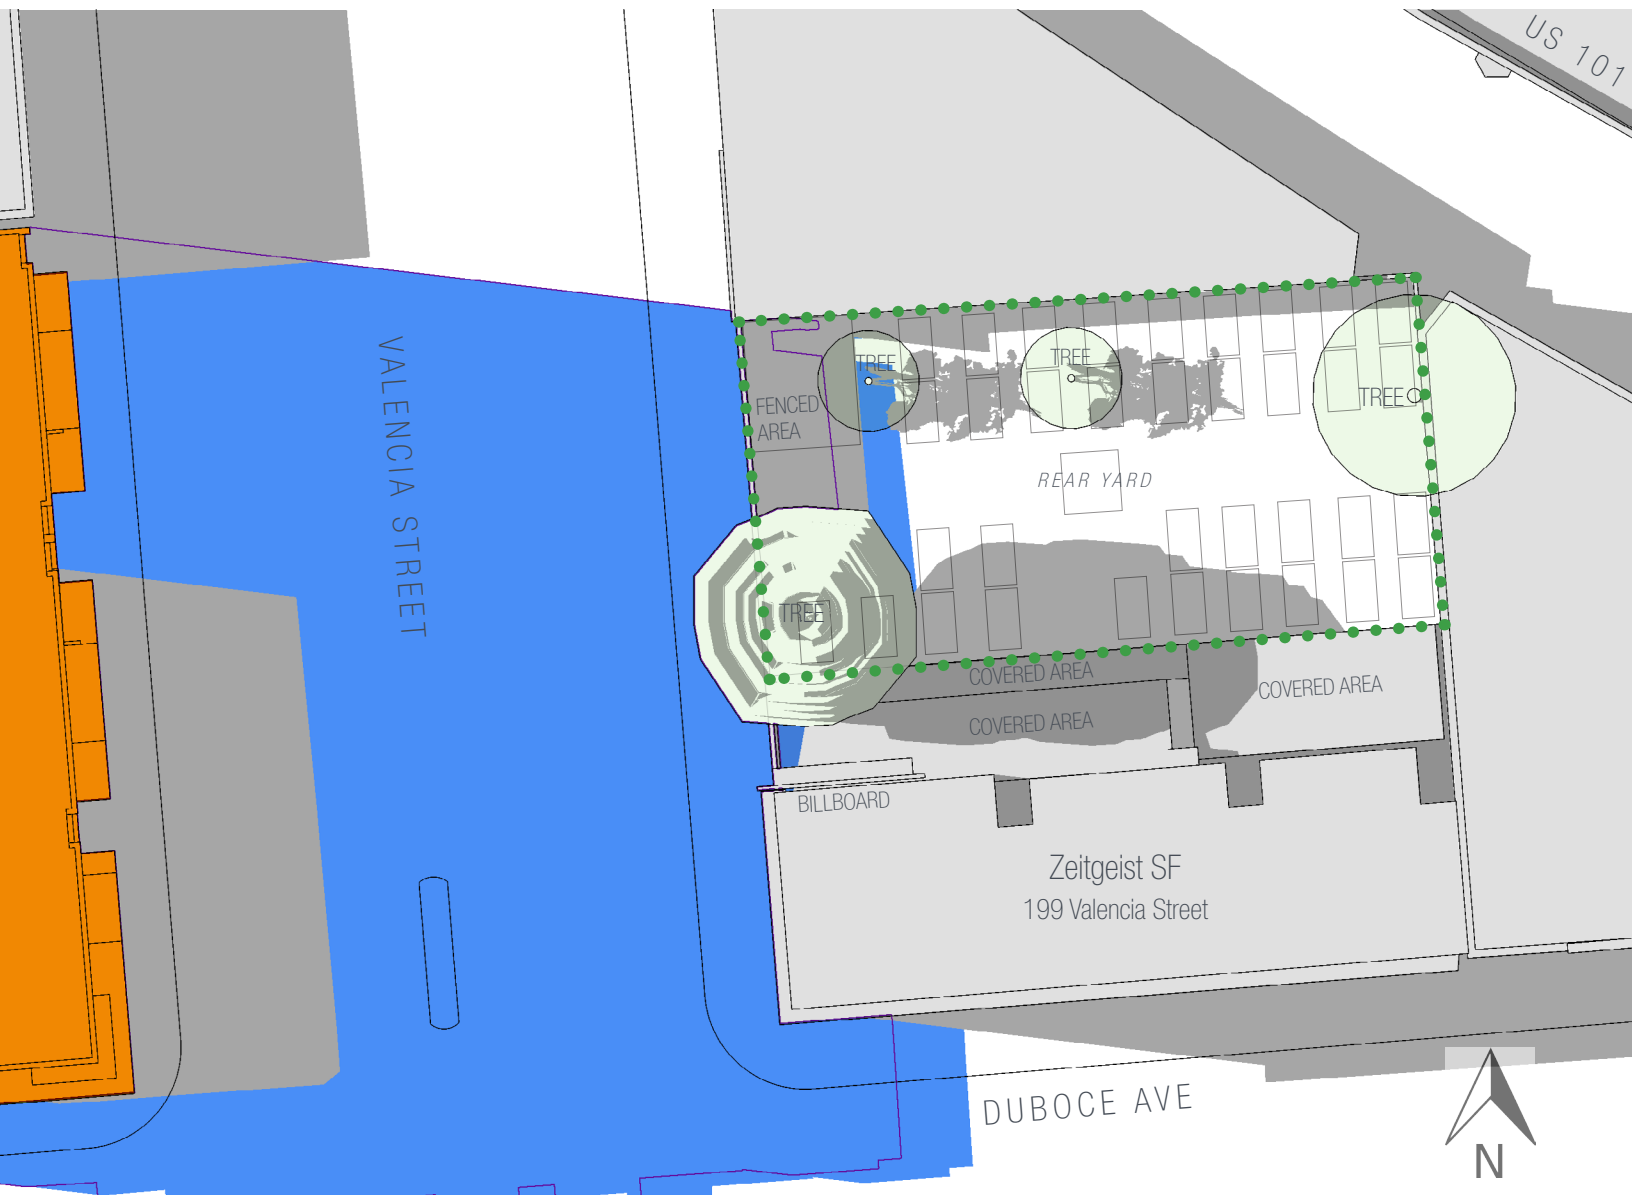 US 101
VALENCIA STREET
TREE
TREE
TREE
FENCED
AREA
REAR YARD
TREE
COVERED AREA
COVERED AREA
COVERED AREA
BILLBOARD
Zeitgeist SF
199 Valencia Street
DUBOCE AVE
N